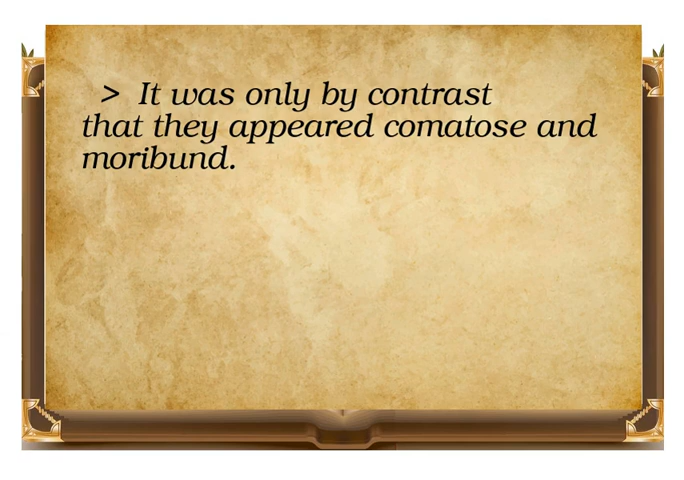 > It was only by contrast
that they appeared comatose and
moribund.